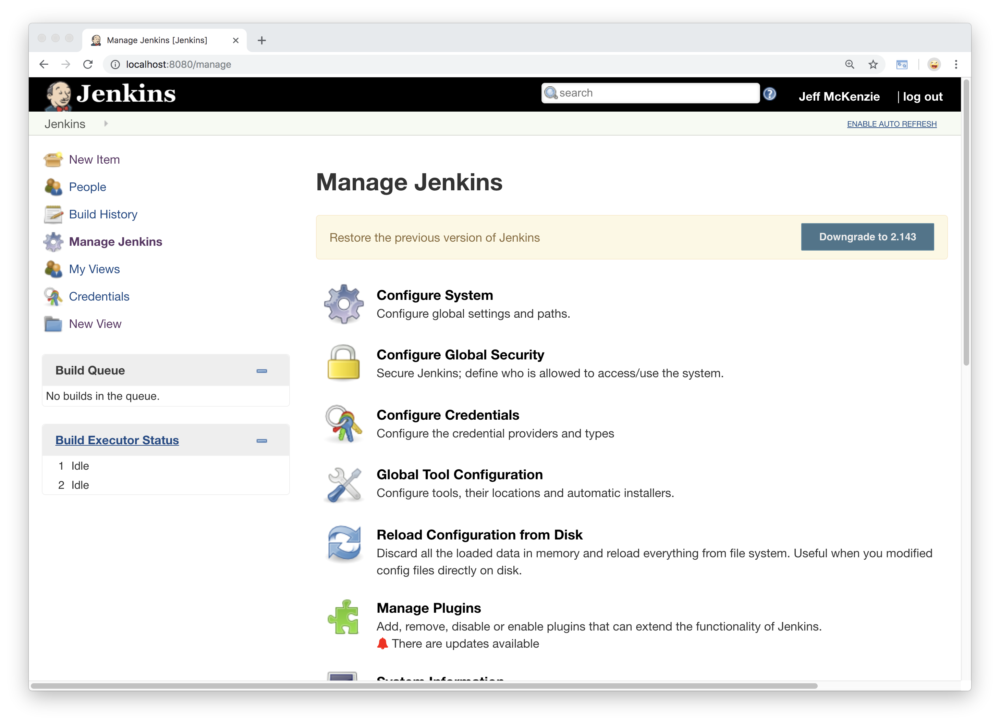 Manage Jenkins [Jenkins]
localhost:8080/manage
Jenkins
search
Jeff McKenzie
| log out
Jenkins
ENABLE AUTO REFRESH
New Item
People
Build History
Manage Jenkins
My Views
Credentials
New View
Build Queue
No builds in the queue.
Build Executor Status
1 Idle
2 Idle
Manage Jenkins
Restore the previous version of Jenkins
Downgrade to 2.143
Configure System
Configure global settings and paths.
Configure Global Security
Secure Jenkins; define who is allowed to access/use the system.
Configure Credentials
Configure the credential providers and types
Global Tool Configuration
Configure tools, their locations and automatic installers.
Reload Configuration from Disk
Discard all the loaded data in memory and reload everything from file system. Useful when you modified
config files directly on disk.
Manage Plugins
Add, remove, disable or enable plugins that can extend the functionality of Jenkins.
There are updates available
System Information